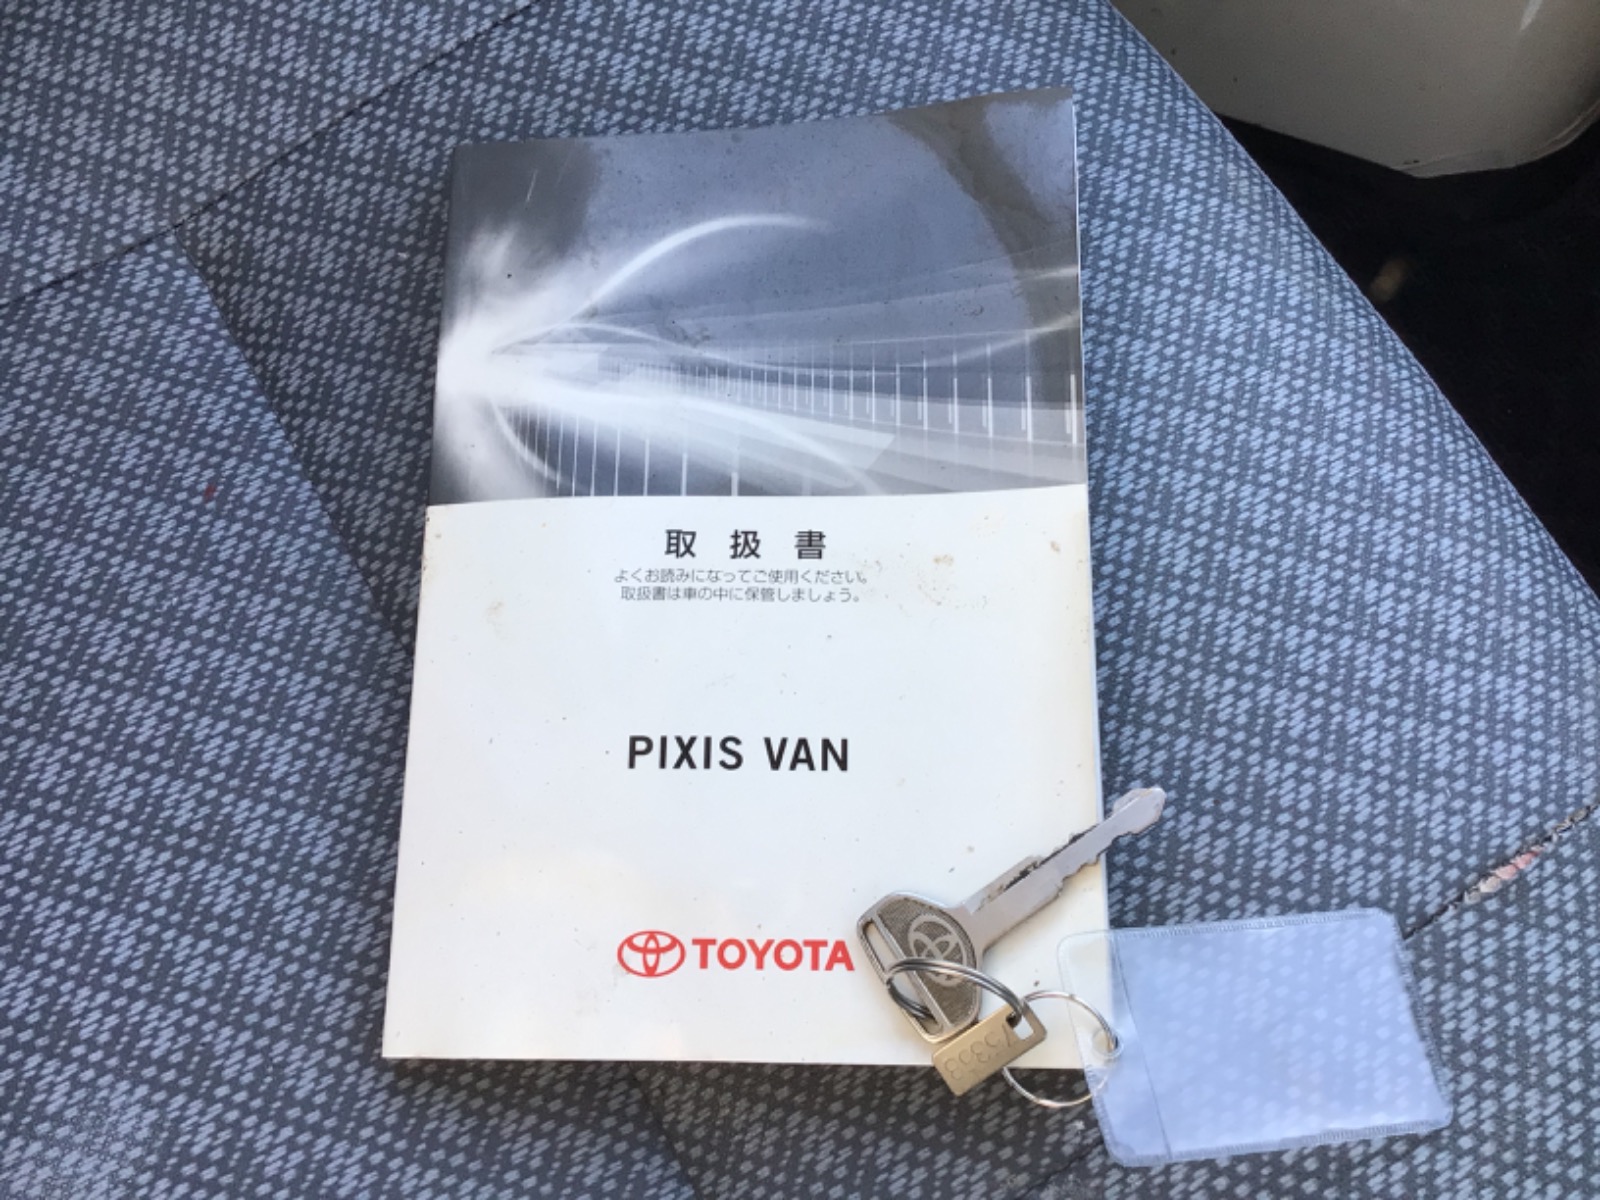 取扱書
よくお読みになってご使用ください。
取扱書は車の中に保管しましょう。
PIXIS VAN
TOYOTA